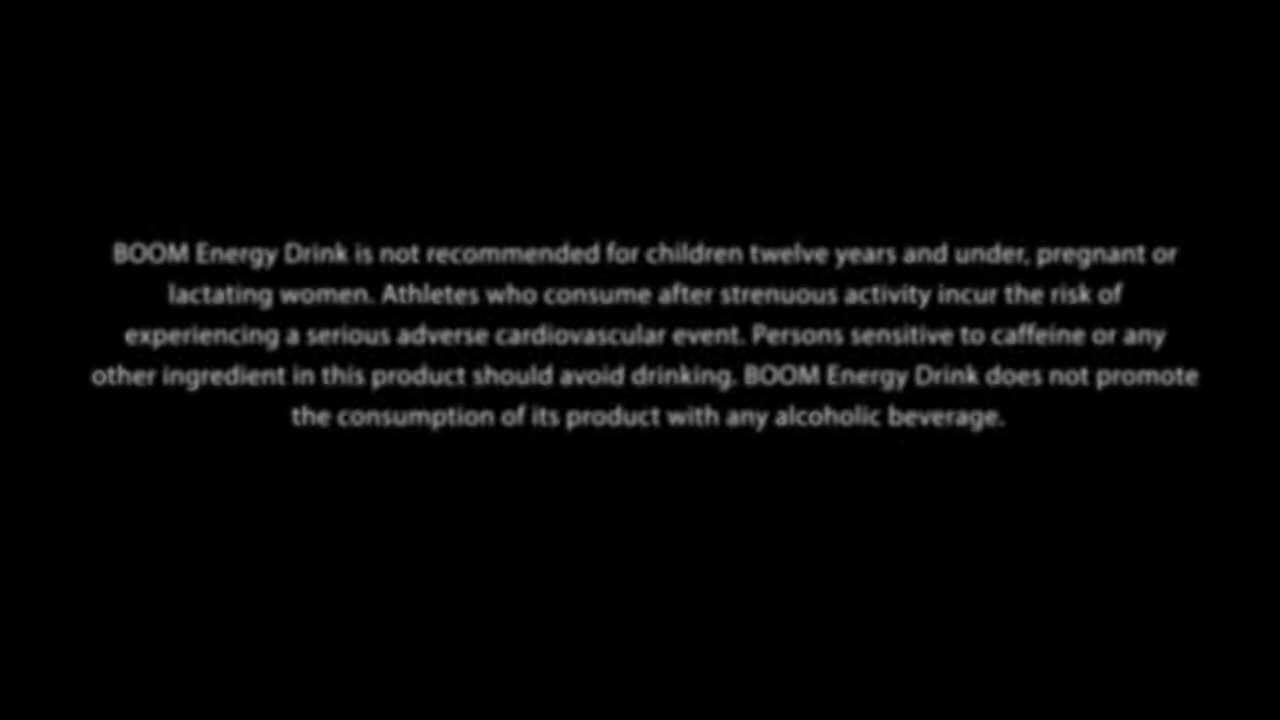 BOOM Energy Drink is not recommended for children twelve years and under, pregnant or
lactating women. Athletes who consume after strenuous activity incur the risk of
experiencing a serious adverse cardiovascular event. Persons sensitive to caffeine or any
other ingredient in this product should avoid drinking. BOOM Energy Drink does not promote
the consumption of its product with any alcoholic beverage.